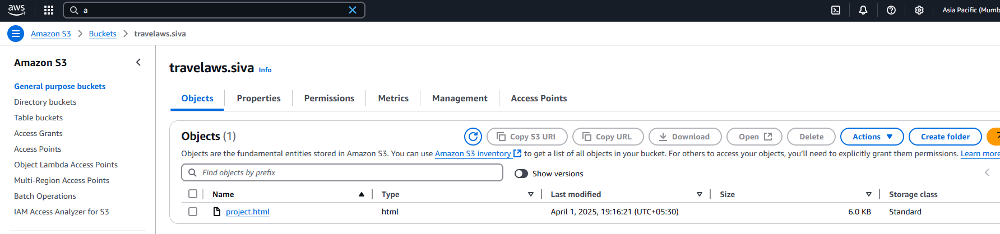 aws
a
Asia Pacific (Mumb
Amazon S3 > Buckets > travelaws.siva
Amazon S3
General purpose buckets
Directory buckets
Table buckets
Access Grants
Access Points
Object Lambda Access Points
Multi-Region Access Points
Batch Operations
IAM Access Analyzer for S3
travelaws.siva Info
Objects Properties Permissions Metrics Management Access Points
Objects (1)
Copy S3 URI Copy URL Download Open Delete Actions Create folder
Objects are the fundamental entities stored in Amazon S3. You can use Amazon S3 inventory to get a list of all objects in your bucket. For others to access your objects, you'll need to explicitly grant them permissions. Learn more
Find objects by prefix Show versions
Name Type Last modified Size Storage class
project.html html April 1, 2025, 19:16:21 (UTC+05:30) 6.0 KB Standard